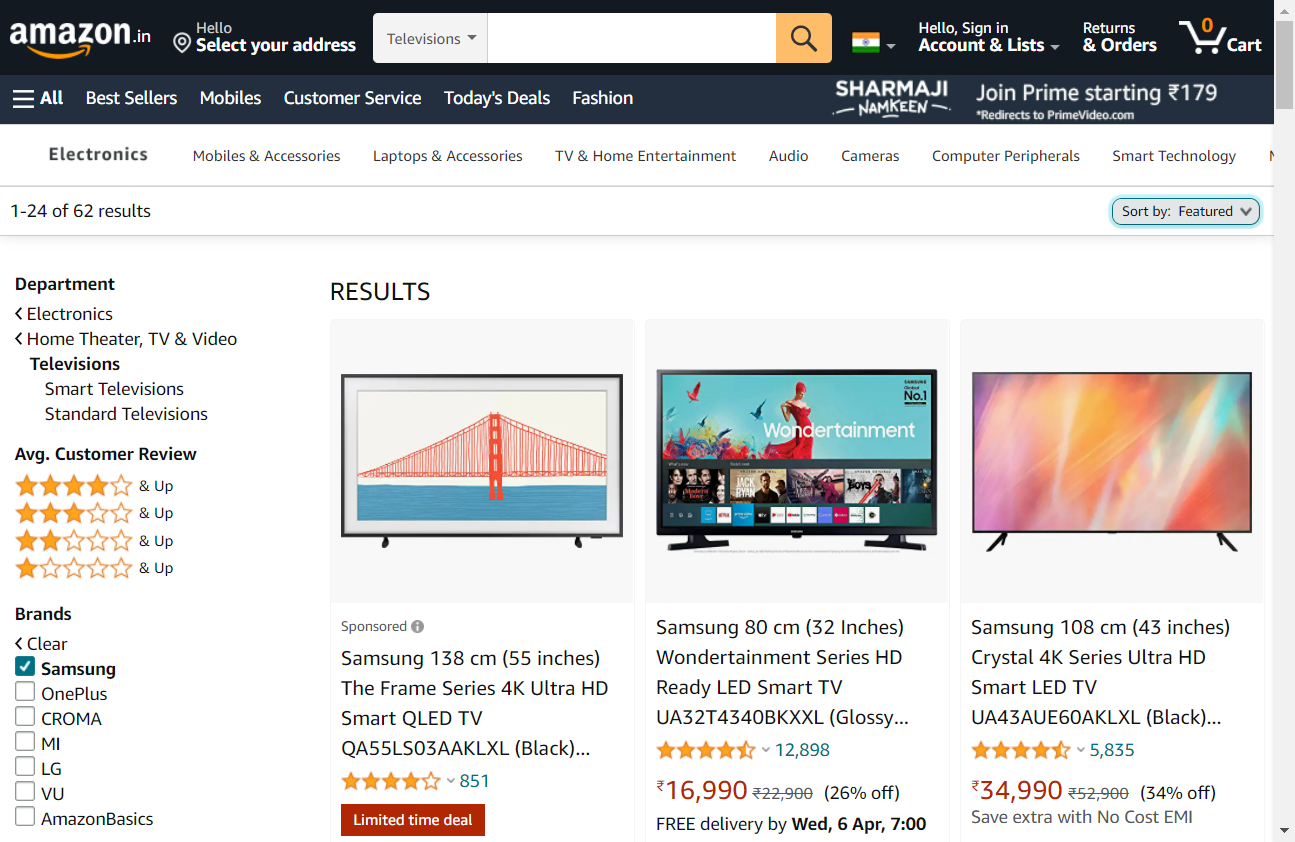 amazon.in
Hello
Select your address
Televisions
Hello, Sign in
Account & Lists
Returns
& Orders
0
Cart
All
Best Sellers
Mobiles
Customer Service
Today's Deals
Fashion
SHARMAJI
NAMKEEN
Join Prime starting ₹179
*Redirects to PrimeVideo.com
Electronics
Mobiles & Accessories
Laptops & Accessories
TV & Home Entertainment
Audio
Cameras
Computer Peripherals
Smart Technology
1-24 of 62 results
Sort by: Featured
Department
Electronics
Home Theater, TV & Video
Televisions
Smart Televisions
Standard Televisions
Avg. Customer Review
& Up
& Up
& Up
& Up
Brands
Clear
Samsung
OnePlus
CROMA
MI
LG
VU
AmazonBasics
RESULTS
Sponsored
Samsung 138 cm (55 inches)
The Frame Series 4K Ultra HD
Smart QLED TV
QA55LS03AAKLXL (Black)...
851
Limited time deal
SAMSUNG
Global
No.1
Wondertainment
JACK
RYAN
BOYS
Samsung 80 cm (32 Inches)
Wondertainment Series HD
Ready LED Smart TV
UA32T4340BKXXL (Glossy...
12,898
₹16,990 ₹22,900 (26% off)
FREE delivery by Wed, 6 Apr, 7:00
Samsung 108 cm (43 inches)
Crystal 4K Series Ultra HD
Smart LED TV
UA43AUE60AKLXL (Black)...
5,835
₹34,990 ₹52,900 (34% off)
Save extra with No Cost EMI